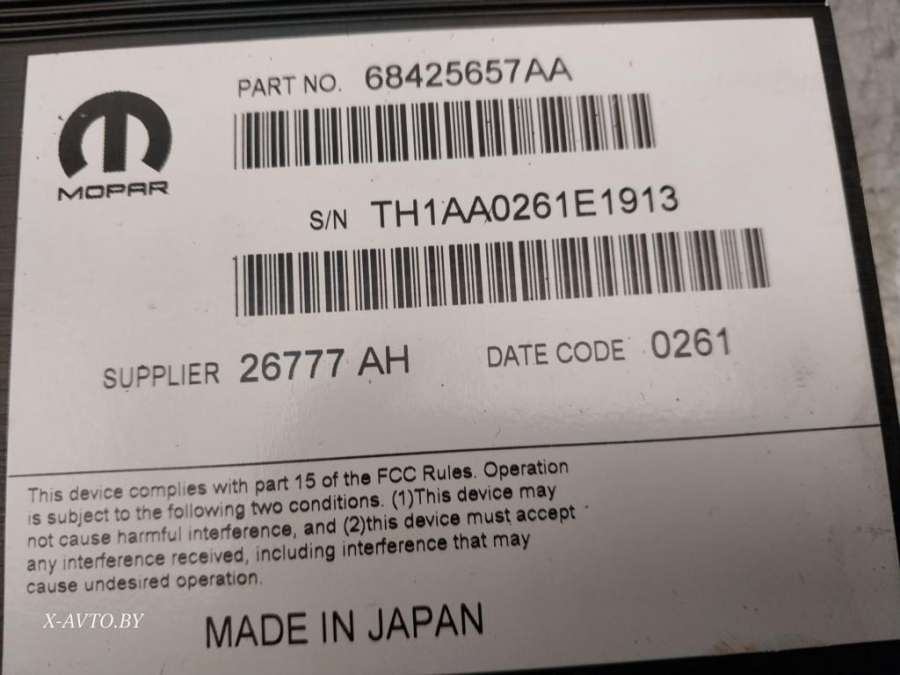 PART NO. 68425657AA
MOPAR
S/N TH1AA0261E1913
SUPPLIER 26777 AH DATE CODE 0261
This device complies with part 15 of the FCC Rules. Operation
is subject to the following two conditions. (1)This device may
not cause harmful interference, and (2)this device must accept
any interference received, including interference that may
cause undesired operation.
X-AVTO.BY
MADE IN JAPAN